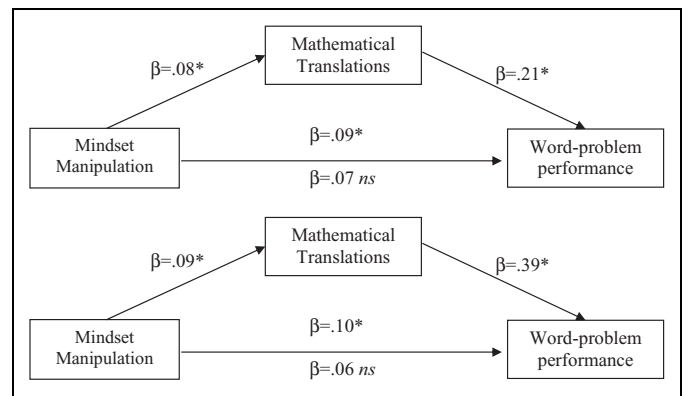 Mathematical
Translations
β=.08*
β=.21*
Mindset
Manipulation
β=.09*
β=.07 ns
Word-problem
performance
Mathematical
Translations
β=.09*
β=.39*
Mindset
Manipulation
β=.10*
β=.06 ns
Word-problem
performance